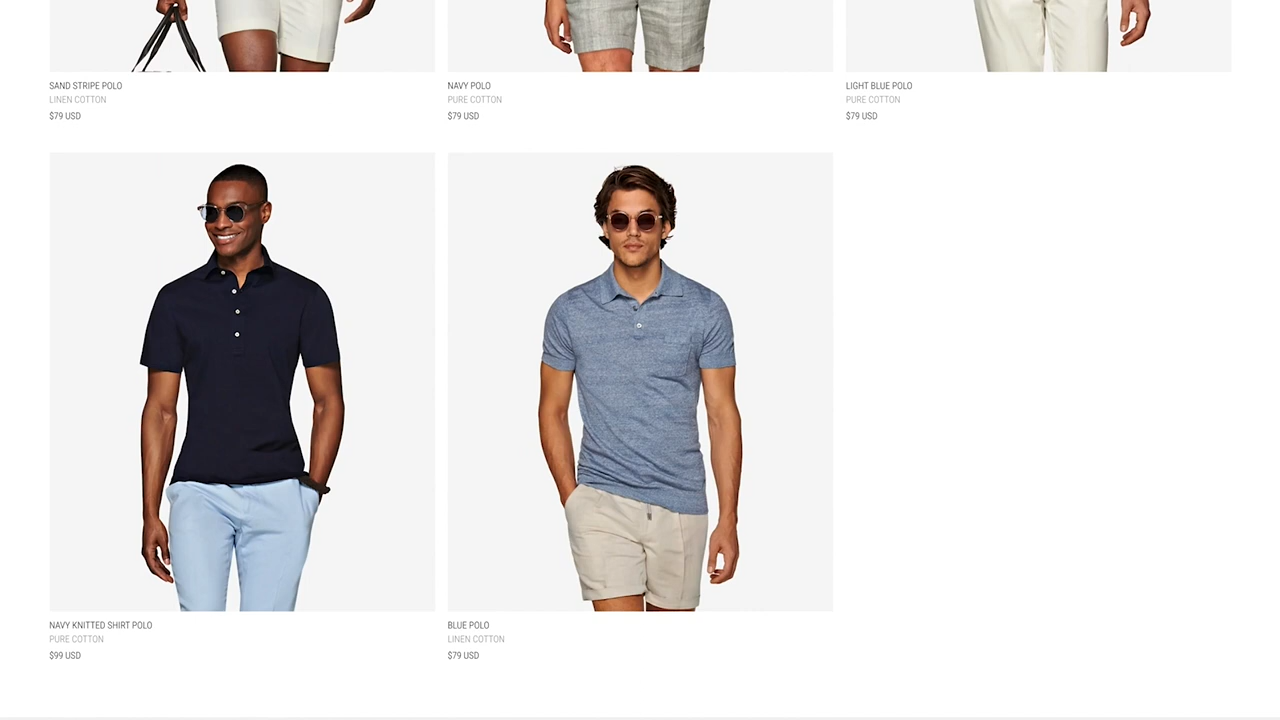 SAND STRIPE POLO
LINEN COTTON
$79 USD
NAVY POLO
PURE COTTON
$79 USD
LIGHT BLUE POLO
PURE COTTON
$79 USD
NAVY KNITTED SHIRT POLO
PURE COTTON
$99 USD
BLUE POLO
LINEN COTTON
$79 USD